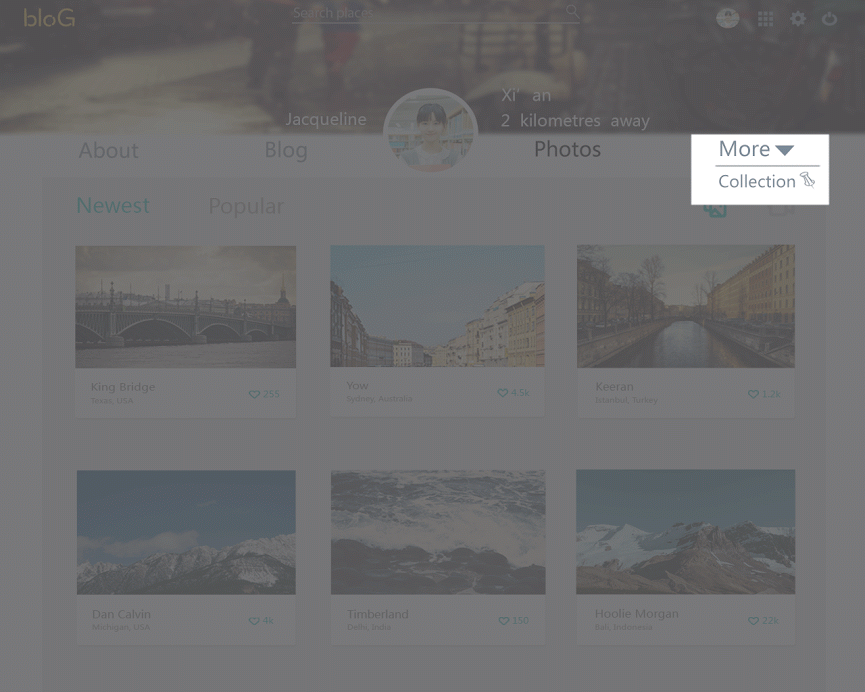 bloG
Search places
Xi' an
Jacqueline
2 kilometres away
About
Blog
Photos
More
Collection
Newest
Popular
King Bridge
Texas, USA
255
Yow
Sydony, Australia
4.5k
Keeran
Istanbul, Turkey
1.2k
Dan Calvin
Michigan, USA
4k
Timberland
Delhi, India
150
Hoolie Morgan
Bali, Indonesia
22k